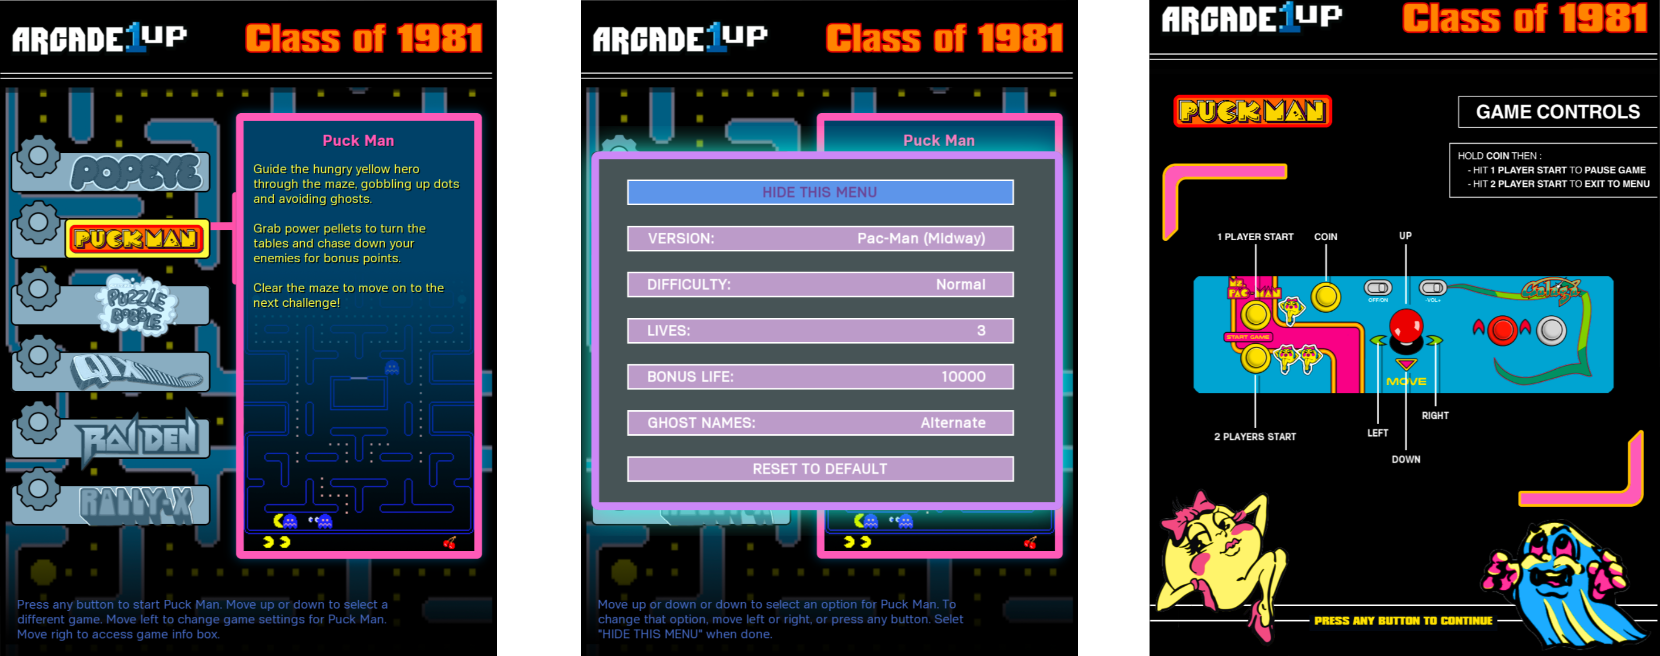 ARCADE1UP
Class of 1981
POPEYE
PUCKMAN
PUZZLE
BOBBLE
QIX
RAIDEN
RALLY-X
Puck Man
Guide the hungry yellow hero
through the maze, gobbling up dots
and avoiding ghosts.
Grab power pellets to turn the
tables and chase down your
enemies for bonus points.
Clear the maze to move on to the
next challenge!
Press any button to start Puck Man. Move up or down to select a
different game. Move left to change game settings for Puck Man.
Move righ to access game info box.
ARCADE1UP
Class of 1981
Puck Man
HIDE THIS MENU
VERSION: Pac-Man (Midway)
DIFFICULTY: Normal
LIVES: 3
BONUS LIFE: 10000
GHOST NAMES: Alternate
RESET TO DEFAULT
Move up or down or down to select an option for Puck Man. To
change that option, move left or right, or press any button. Selet
"HIDE THIS MENU" when done.
ARCADE1UP
Class of 1981
PUCKMAN
GAME CONTROLS
HOLD COIN THEN :
- HIT 1 PLAYER START TO PAUSE GAME
- HIT 2 PLAYER START TO EXIT TO MENU
1 PLAYER START
COIN
UP
MS.
PAC-MAN
OFF/ON
-VOL+
Galaga
START GAME
MOVE
2 PLAYERS START
LEFT
DOWN
RIGHT
PRESS ANY BUTTON TO CONTINUE